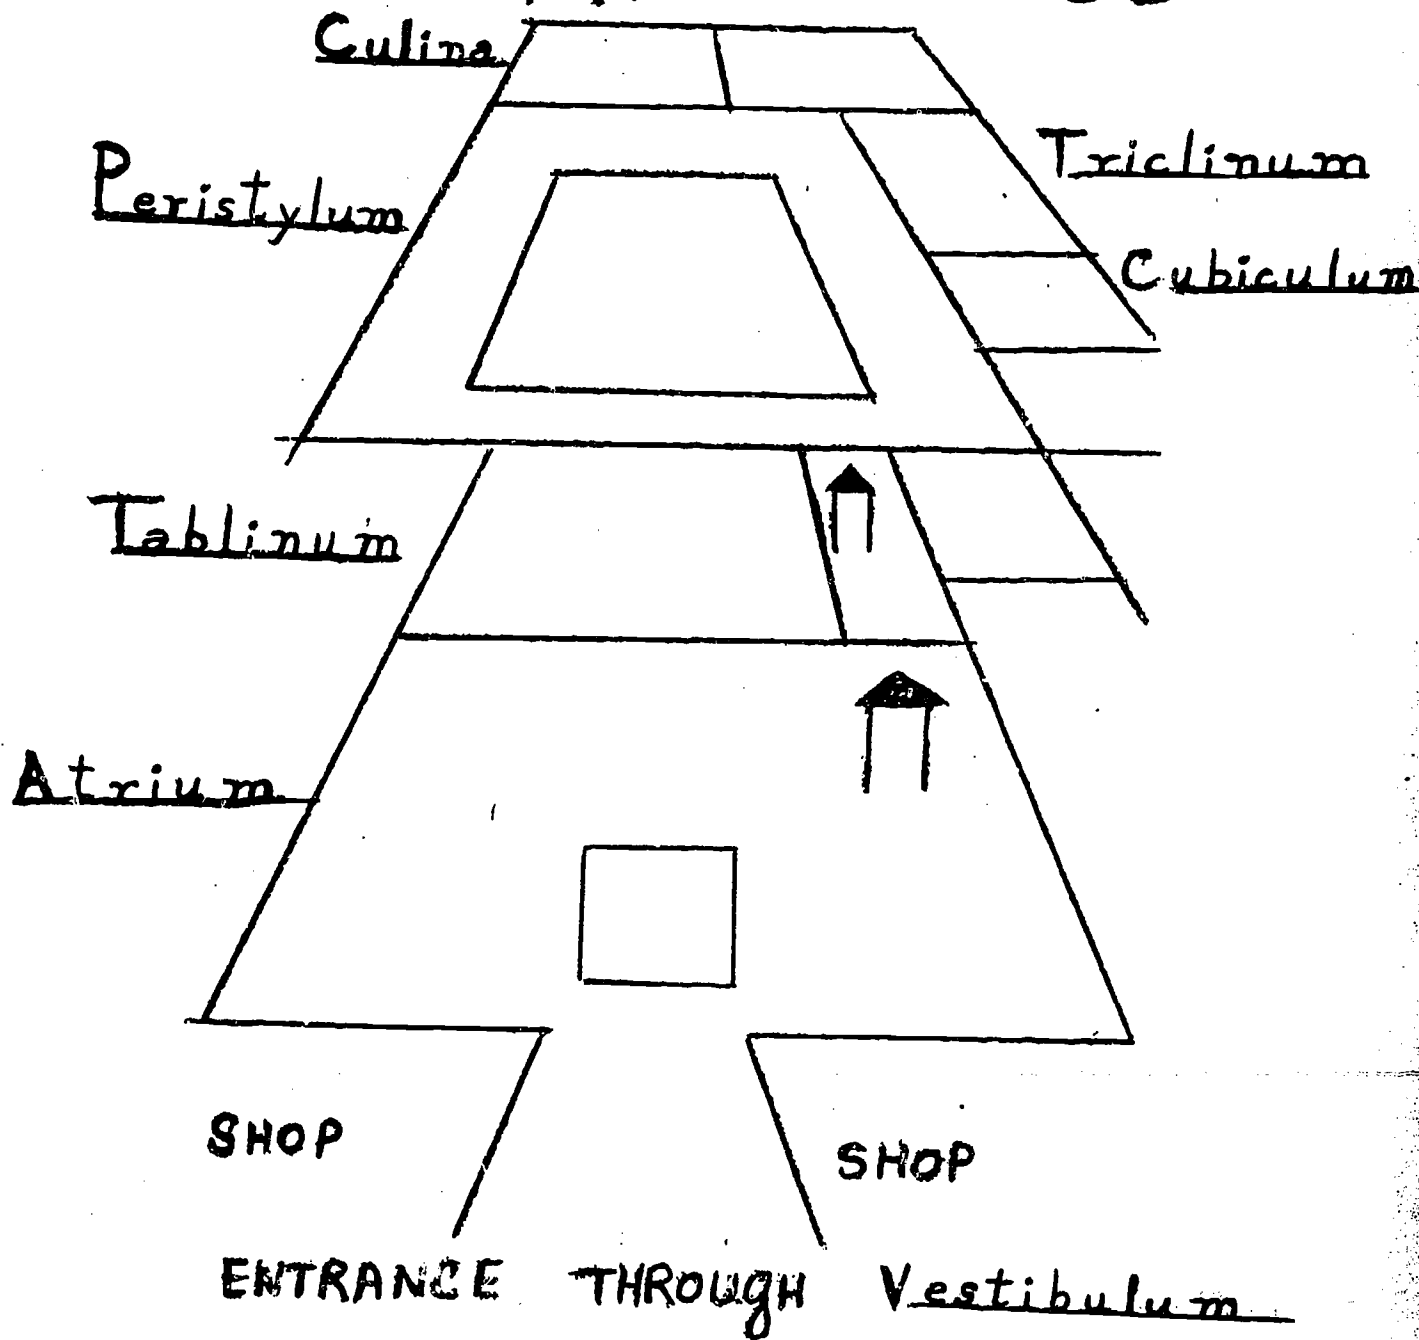 Culina
Triclinum
Peristylum
Cubiculum
Tablinum
Atrium
SHOP
SHOP
ENTRANCE THROUGH Vestibulum